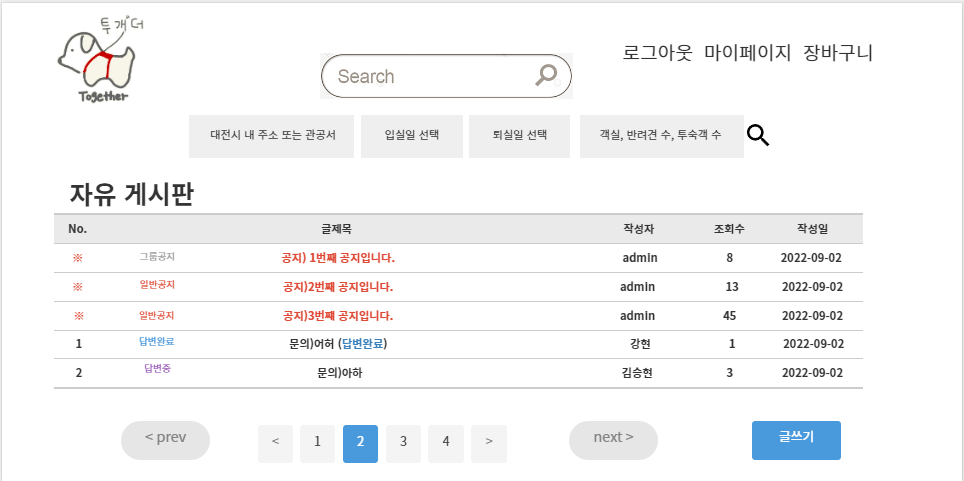 투개더
Together
Search
로그아웃 마이페이지 장바구니
대전시 내 주소 또는 관공서 입실일 선택 퇴실일 선택 객실, 반려견 수, 투숙객 수
자유 게시판
No. 글제목 작성자 조회수 작성일
※ 그룹공지 공지) 1번째 공지입니다. admin 8 2022-09-02
※ 일반공지 공지)2번째 공지입니다. admin 13 2022-09-02
※ 일반공지 공지)3번째 공지입니다. admin 45 2022-09-02
1 답변완료 문의)어허 (답변완료) 강현 1 2022-09-02
2 답변중 문의)아하 김승현 3 2022-09-02
< prev < 1 2 3 4 > next > 글쓰기